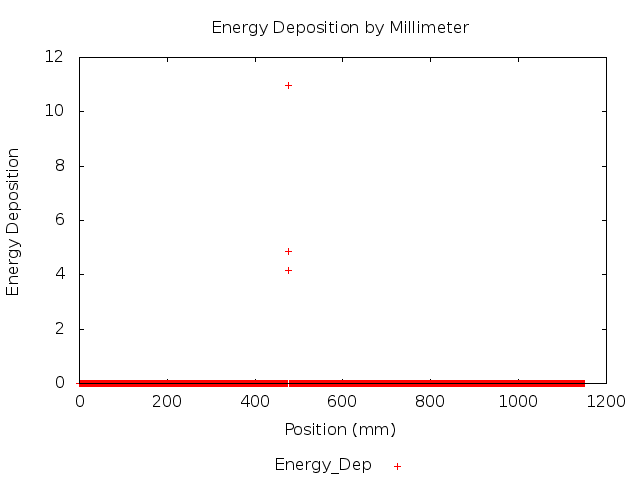 Energy Deposition by Millimeter
12
10
8
6
4
2
0
Energy Deposition
0 200 400 600 800 1000 1200
Position (mm)
Energy_Dep